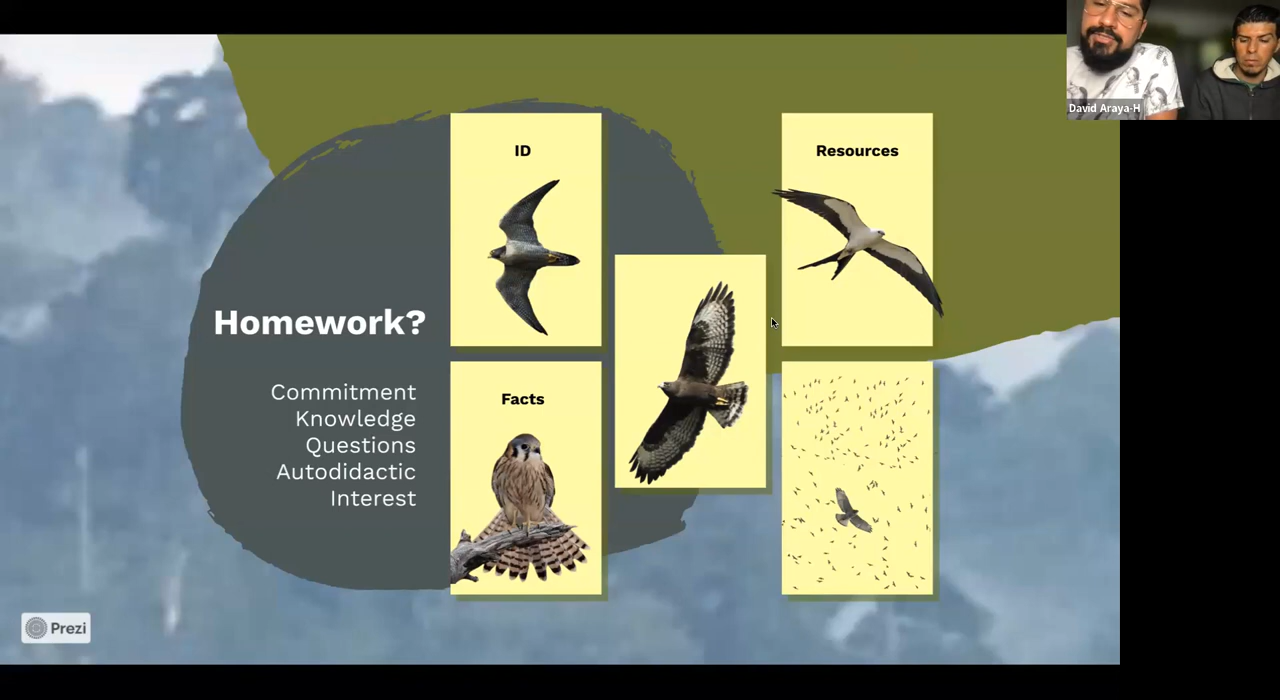 David Araya-H
ID
Resources
Homework?
Commitment
Knowledge
Questions
Autodidactic
Interest
Facts
Prezi